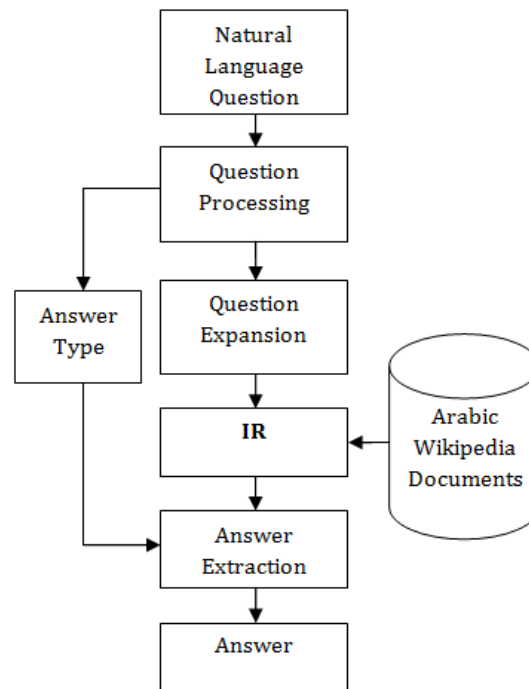 Natural
Language
Question
Question
Processing
Answer
Type
Question
Expansion
IR
Arabic
Wikipedia
Documents
Answer
Extraction
Answer